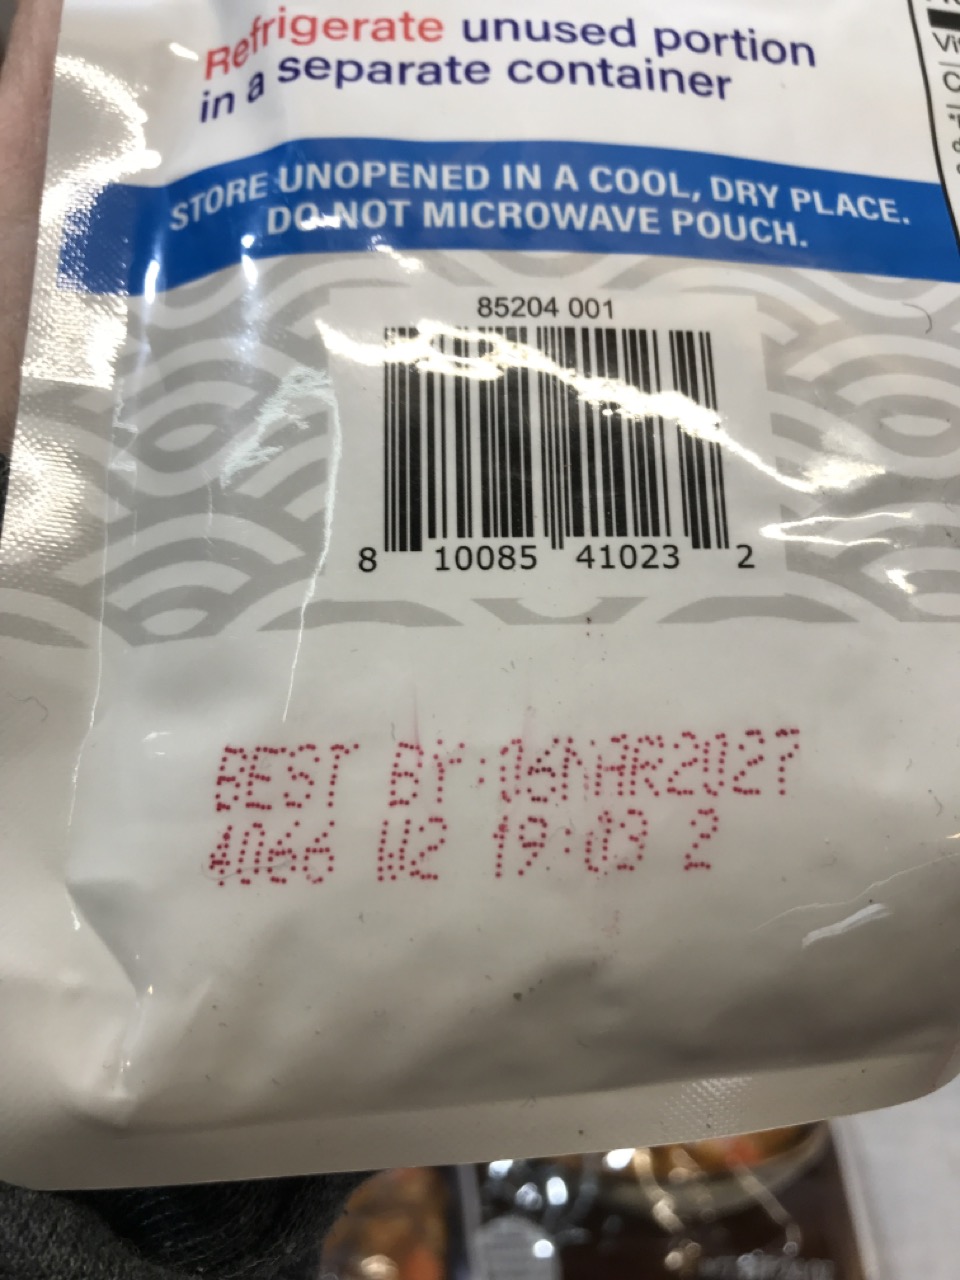 Refrigerate unused portion
in a separate container
STORE UNOPENED IN A COOL, DRY PLACE.
DO NOT MICROWAVE POUCH.
85204 001
8 10085 41023 2
BEST BY:06MAR2027
4066 W2 19:03 2